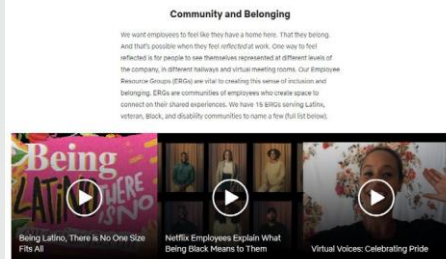 Community and Belonging
We want employees to feel like they have a home here. That they belong.
And that's possible when they feel reflected at work. One way to feel
reflected is for people to see themselves represented at different levels of
the company, in different hallways and virtual meeting rooms. Our Employee
Resource Groups (ERGs) are vital to creating this sense of inclusion and
belonging. ERGs are communities of employees who create space to
connect on their shared experiences. We have 15 ERGs serving Latinx,
veteran, Black, and disability communities to name a few (full list below).
Being
LATINO
THERE
IS NO
Being Latino, There is No One Size
Fits All
Netflix Employees Explain What
Being Black Means to Them
Virtual Voices: Celebrating Pride